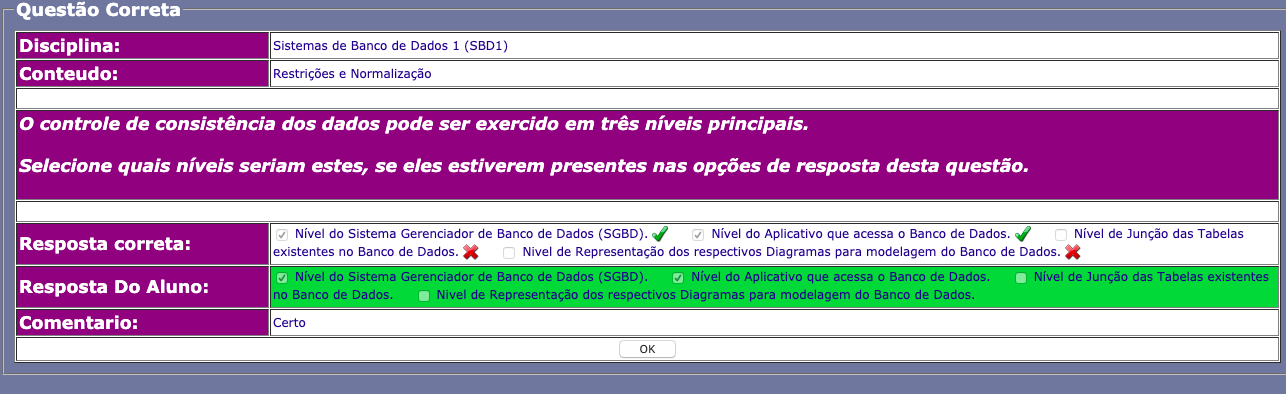 Questão Correta
Disciplina: Sistemas de Banco de Dados 1 (SBD1)
Conteudo: Restrições e Normalização
O controle de consistência dos dados pode ser exercido em três níveis principais.
Selecione quais níveis seriam estes, se eles estiverem presentes nas opções de resposta desta questão.
Resposta correta: Nível do Sistema Gerenciador de Banco de Dados (SGBD). Nível do Aplicativo que acessa o Banco de Dados. Nível de Junção das Tabelas
existentes no Banco de Dados. Nivel de Representação dos respectivos Diagramas para modelagem do Banco de Dados.
Resposta Do Aluno: Nível do Sistema Gerenciador de Banco de Dados (SGBD). Nível do Aplicativo que acessa o Banco de Dados. Nível de Junção das Tabelas existentes
no Banco de Dados. Nivel de Representação dos respectivos Diagramas para modelagem do Banco de Dados.
Comentario: Certo
OK